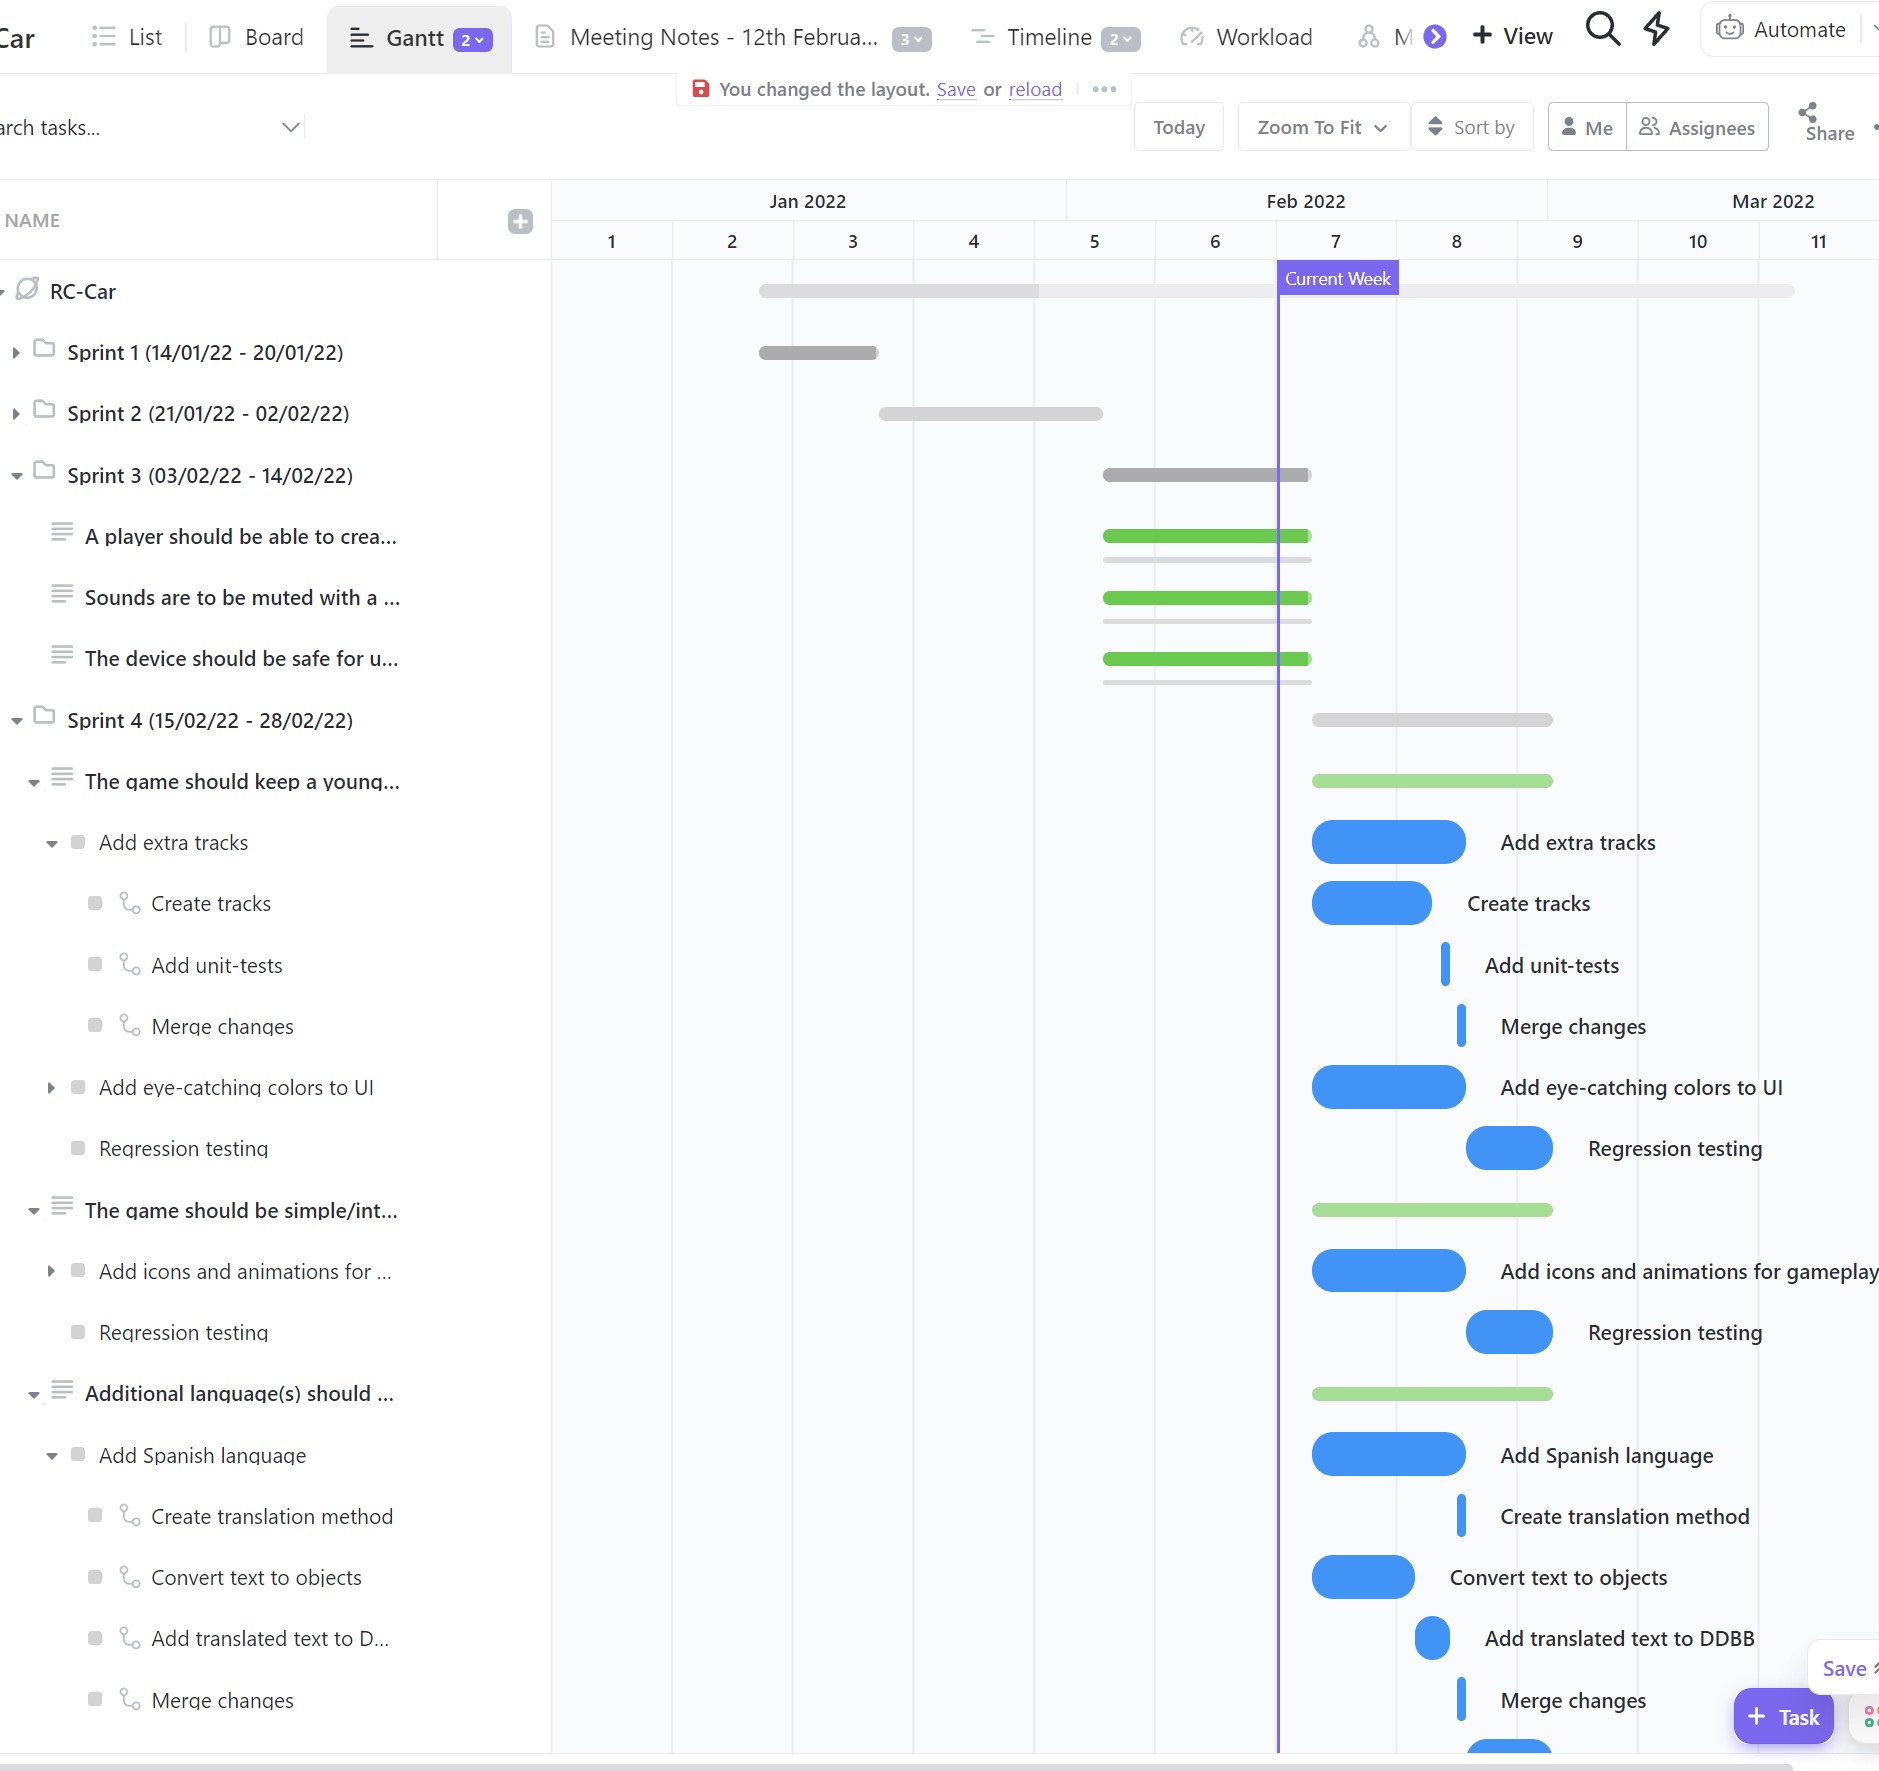 Car
List
Board
Gantt 2
Meeting Notes - 12th Februa... 3
Timeline 2
Workload
M
+ View
Automate
You changed the layout. Save or reload
arch tasks...
Today
Zoom To Fit
Sort by
Me
Assignees
Share
NAME
Jan 2022
Feb 2022
Mar 2022
1 2 3 4 5 6 7 8 9 10 11
Current Week
RC-Car
Sprint 1 (14/01/22 - 20/01/22)
Sprint 2 (21/01/22 - 02/02/22)
Sprint 3 (03/02/22 - 14/02/22)
A player should be able to crea...
Sounds are to be muted with a ...
The device should be safe for u...
Sprint 4 (15/02/22 - 28/02/22)
The game should keep a young...
Add extra tracks Add extra tracks
Create tracks Create tracks
Add unit-tests Add unit-tests
Merge changes Merge changes
Add eye-catching colors to UI Add eye-catching colors to UI
Regression testing Regression testing
The game should be simple/int...
Add icons and animations for ... Add icons and animations for gameplay
Regression testing Regression testing
Additional language(s) should ...
Add Spanish language Add Spanish language
Create translation method Create translation method
Convert text to objects Convert text to objects
Add translated text to D... Add translated text to DDBB
Save
Merge changes Merge changes
+ Task